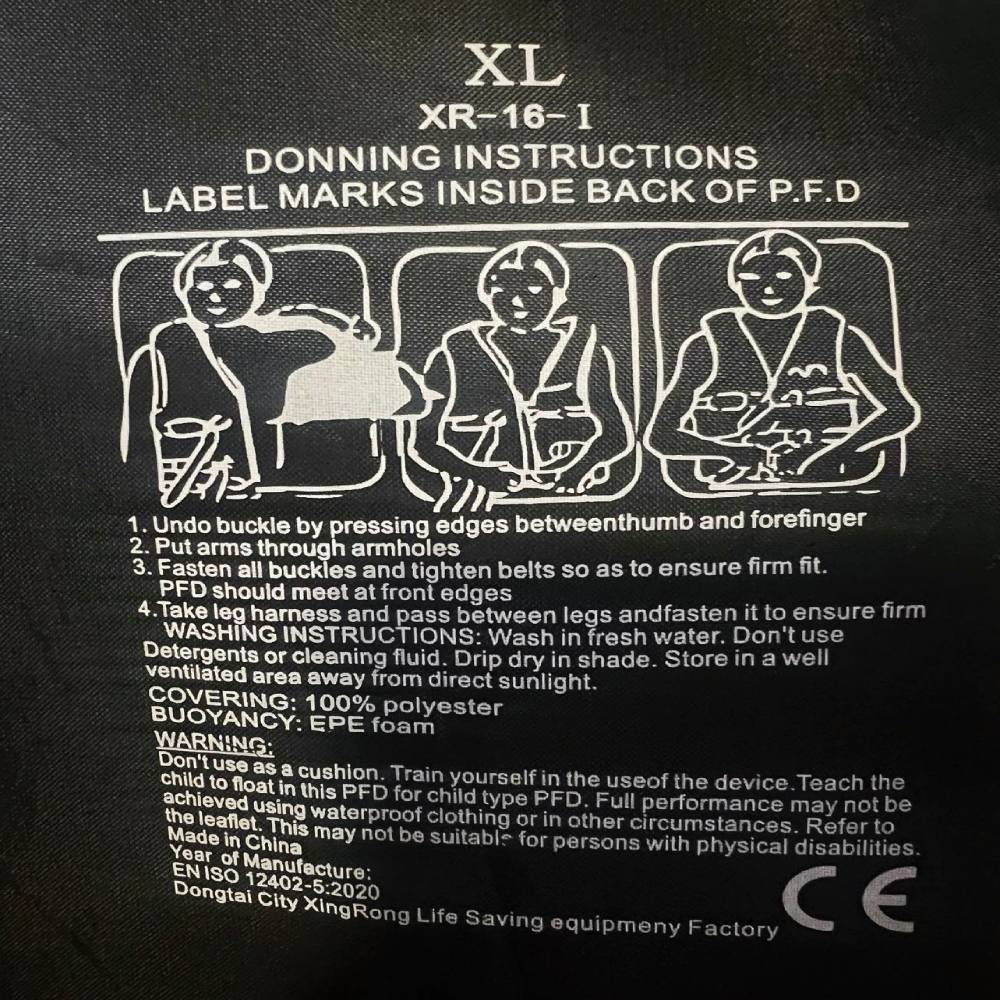 XL
XR-16-I
DONNING INSTRUCTIONS
LABEL MARKS INSIDE BACK OF P.F.D
1. Undo buckle by pressing edges betweenthumb and forefinger
2. Put arms through armholes
3. Fasten all buckles and tighten belts so as to ensure firm fit.
PFD should meet at front edges
4.Take leg harness and pass between legs andfasten it to ensure firm
WASHING INSTRUCTIONS: Wash in fresh water. Don't use
Detergents or cleaning fluid. Drip dry in shade. Store in a well
ventilated area away from direct sunlight.
COVERING: 100% polyester
BUOYANCY: EPE foam
WARNING:
Don't use as a cushion. Train yourself in the useof the device.Teach the
child to float in this PFD for child type PFD. Full performance may not be
achieved using waterproof clothing or in other circumstances. Refer to
the leaflet. This may not be suitable for persons with physical disabilities.
Made in China
Year of Manufacture:
EN ISO 12402-5:2020
Dongtai City XingRong Life Saving equipmeny Factory
CE